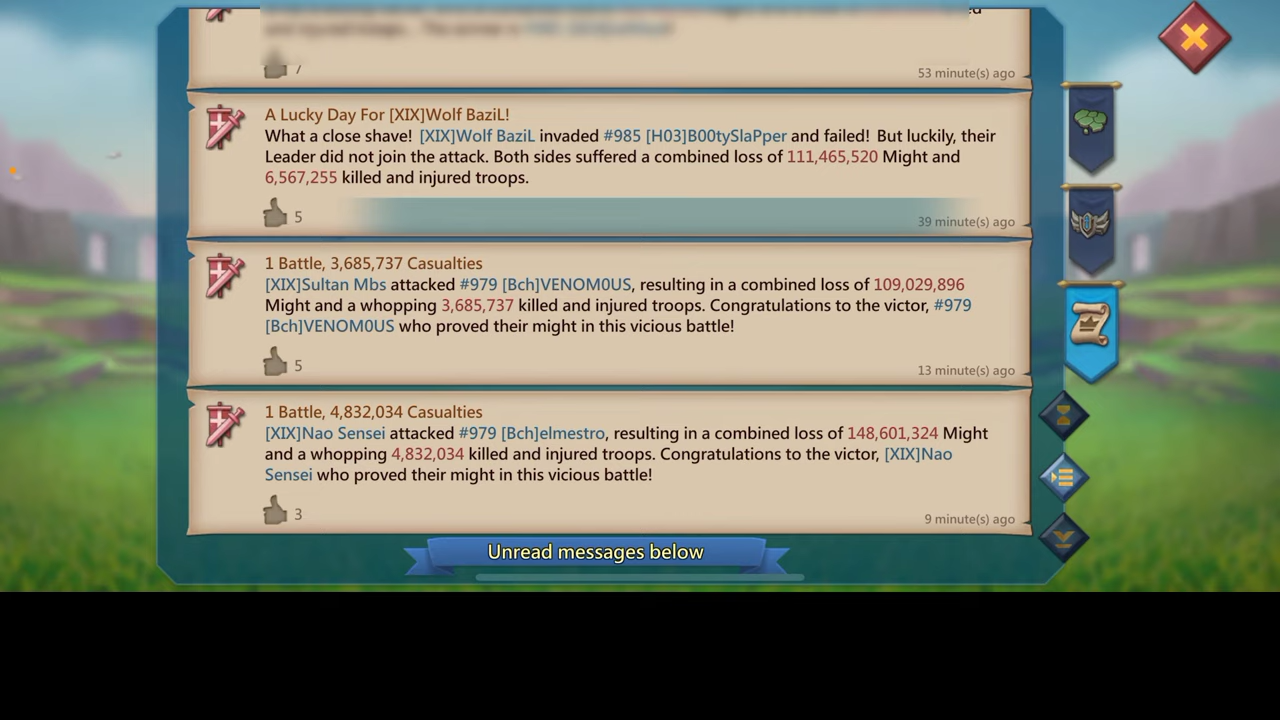 7
53 minute(s) ago
A Lucky Day For [XIX]Wolf BaziL!
What a close shave! [XIX]Wolf BaziL invaded #985 [H03]B00tySlaPper and failed! But luckily, their
Leader did not join the attack. Both sides suffered a combined loss of 111,465,520 Might and
6,567,255 killed and injured troops.
5
39 minute(s) ago
1 Battle, 3,685,737 Casualties
[XIX]Sultan Mbs attacked #979 [Bch]VENOM0US, resulting in a combined loss of 109,029,896
Might and a whopping 3,685,737 killed and injured troops. Congratulations to the victor, #979
[Bch]VENOM0US who proved their might in this vicious battle!
5
13 minute(s) ago
1 Battle, 4,832,034 Casualties
[XIX]Nao Sensei attacked #979 [Bch]elmestro, resulting in a combined loss of 148,601,324 Might
and a whopping 4,832,034 killed and injured troops. Congratulations to the victor, [XIX]Nao
Sensei who proved their might in this vicious battle!
3
9 minute(s) ago
Unread messages below